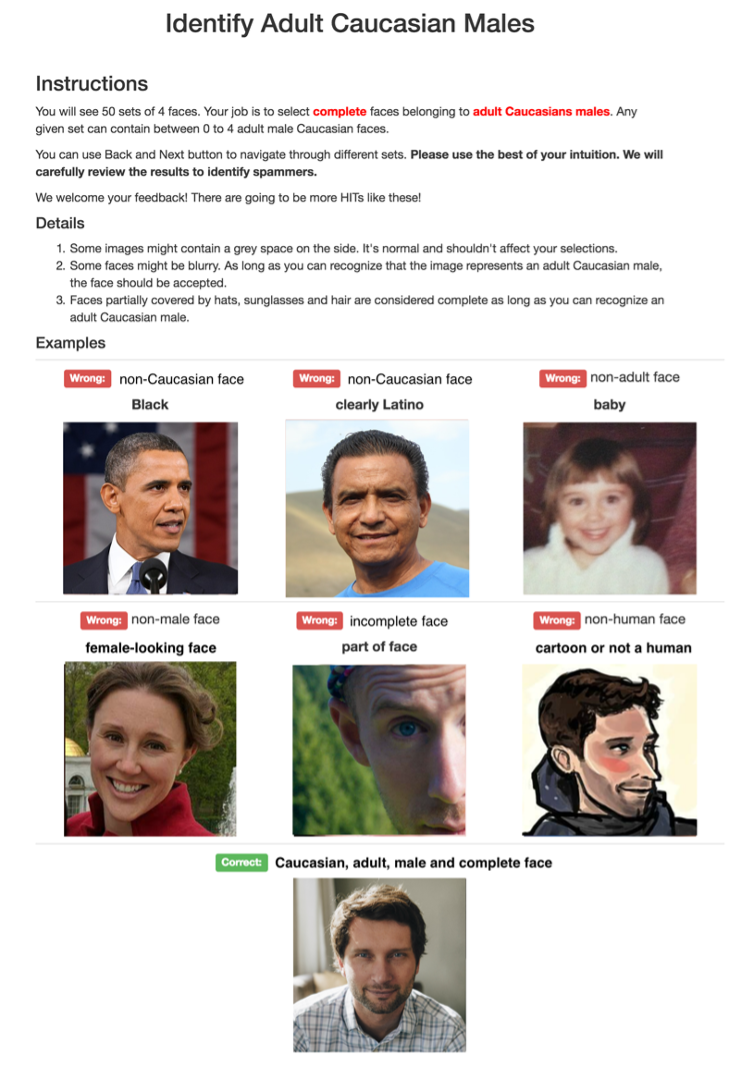 Identify Adult Caucasian Males
Instructions
You will see 50 sets of 4 faces. Your job is to select complete faces belonging to adult Caucasians males. Any
given set can contain between 0 to 4 adult male Caucasian faces.
You can use Back and Next button to navigate through different sets. Please use the best of your intuition. We will
carefully review the results to identify spammers.
We welcome your feedback! There are going to be more HITs like these!
Details
1. Some images might contain a grey space on the side. It's normal and shouldn't affect your selections.
2. Some faces might be blurry. As long as you can recognize that the image represents an adult Caucasian male,
the face should be accepted.
3. Faces partially covered by hats, sunglasses and hair are considered complete as long as you can recognize an
adult Caucasian male.
Examples
Wrong: non-Caucasian face
Black
Wrong: non-Caucasian face
clearly Latino
Wrong: non-adult face
baby
Wrong: non-male face
female-looking face
Wrong: incomplete face
part of face
Wrong: non-human face
cartoon or not a human
Correct: Caucasian, adult, male and complete face